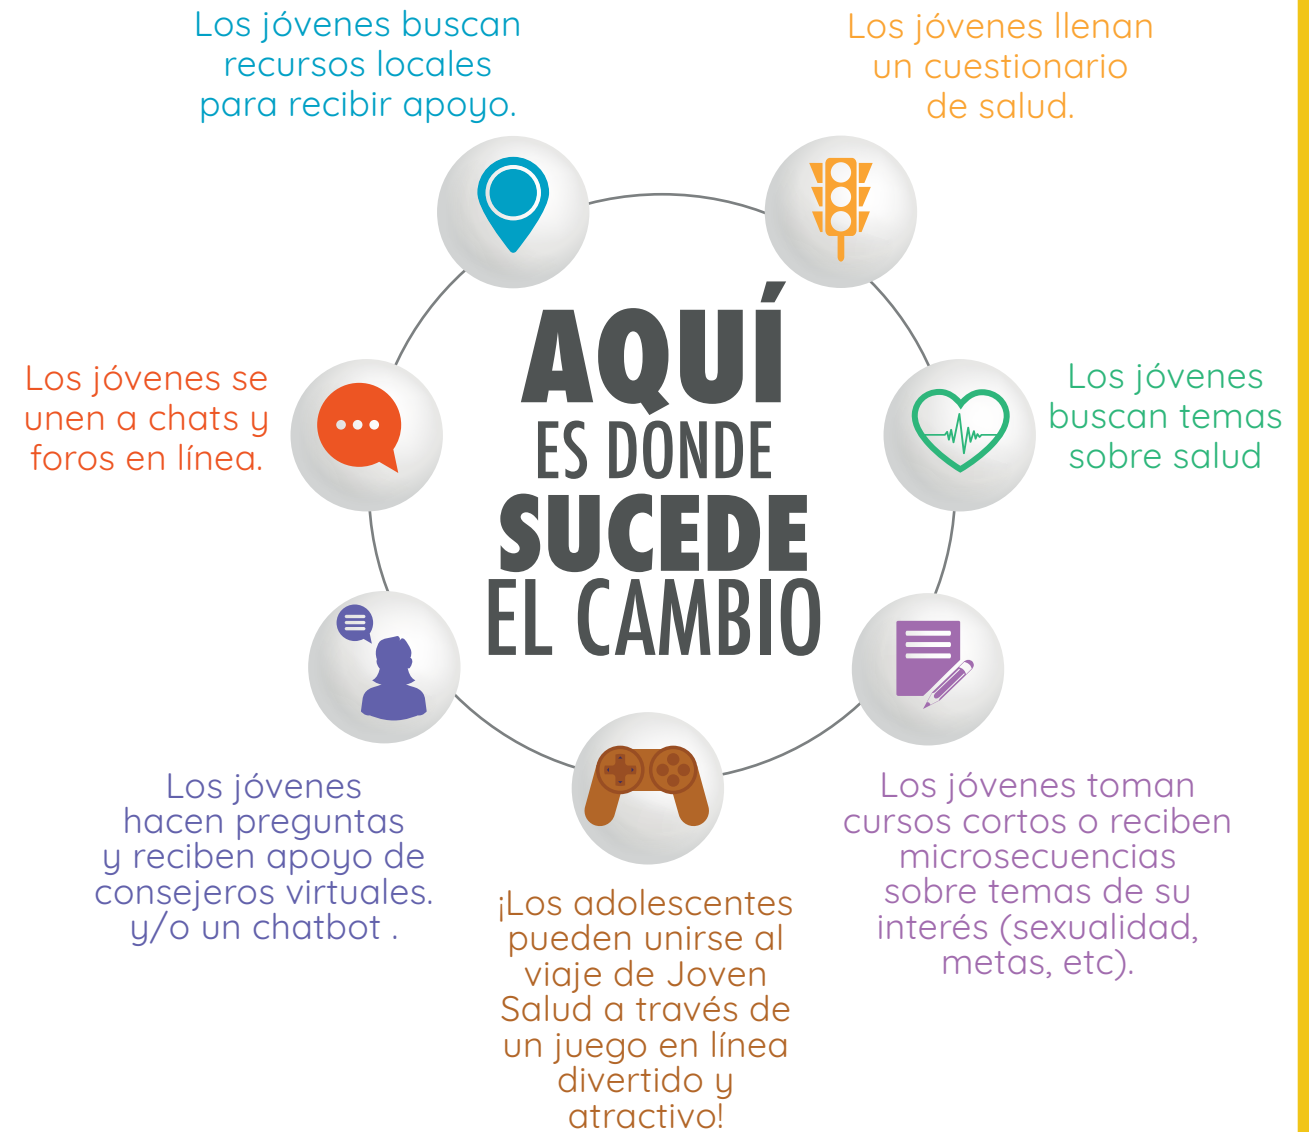 Los jóvenes buscan
recursos locales
para recibir apoyo.
Los jóvenes llenan
un cuestionario
de salud.
AQUÍ
ES DONDE
SUCEDE
EL CAMBIO
Los jóvenes se
unen a chats y
foros en línea.
Los jóvenes
buscan temas
sobre salud
Los jóvenes
hacen preguntas
y reciben apoyo de
consejeros virtuales.
y/o un chatbot .
¡Los adolescentes
pueden unirse al
viaje de Joven
Salud a través de
un juego en línea
divertido y
atractivo!
Los jóvenes toman
cursos cortos o reciben
microsecuencias
sobre temas de su
interés (sexualidad,
metas, etc).